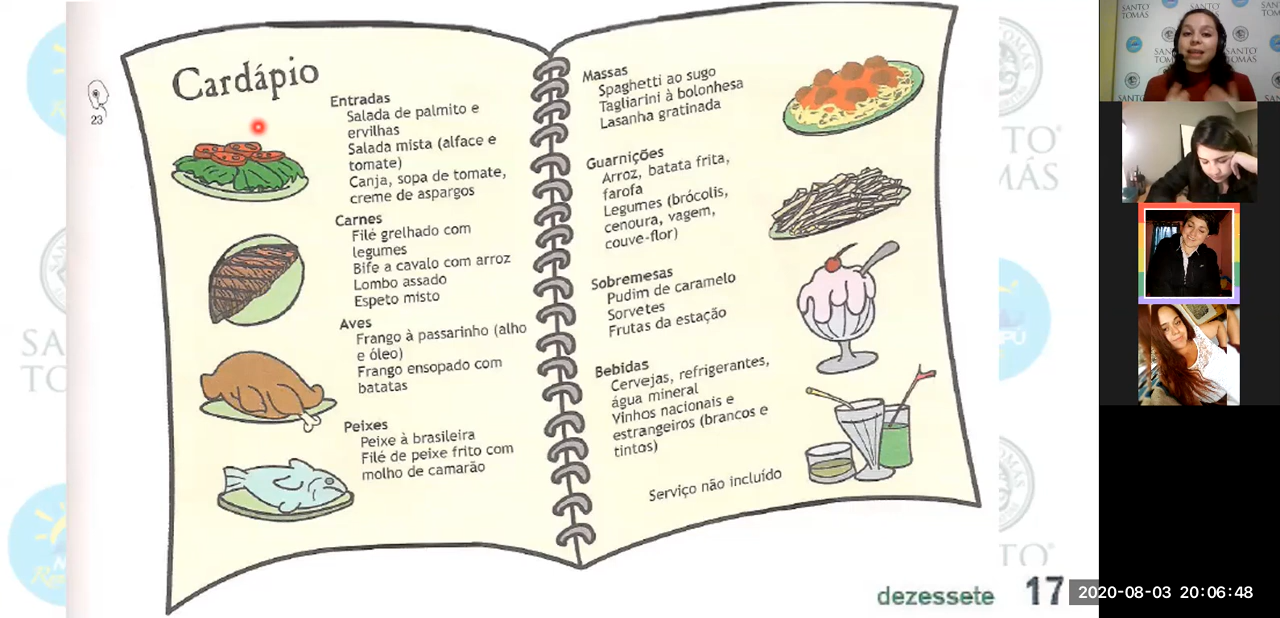 Cardápio
23
Entradas
Salada de palmito e
ervilhas
Salada mista (alface e
tomate)
Canja, sopa de tomate,
creme de aspargos
Carnes
Filé grelhado com
legumes
Bife a cavalo com arroz
Lombo assado
Espeto misto
Aves
Frango à passarinho (alho
e óleo)
Frango ensopado com
batatas
Peixes
Peixe à brasileira
Filé de peixe frito com
molho de camarão
Massas
Spaghetti ao sugo
Tagliarini à bolonhesa
Lasanha gratinada
Guarnições
Arroz, batata frita,
farofa
Legumes (brócolis,
cenoura, vagem,
couve-flor)
Sobremesas
Pudim de caramelo
Sorvetes
Frutas da estação
Bebidas
Cervejas, refrigerantes,
água mineral
Vinhos nacionais e
estrangeiros (brancos e
tintos)
Serviço não incluído
dezessete 17
2020-08-03 20:06:48
SANTO
TOMÁS